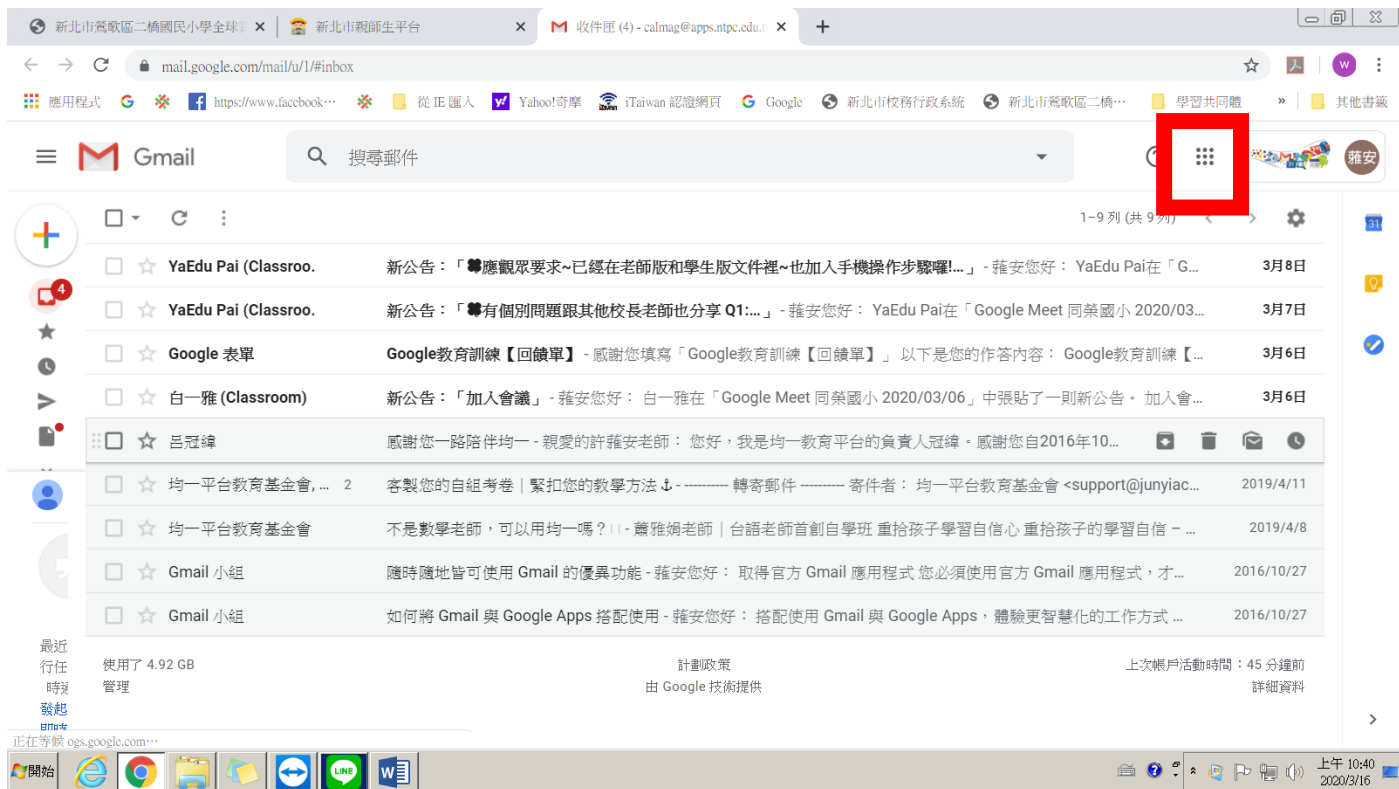 新北市鶯歌區二橋國民小學全球
新北市親師生平台
收件匣 (4) - calmag@apps.ntpc.edu.t
mail.google.com/mail/u/1/#inbox
W
應用程式 G https://www.facebook… 從 IE 匯入 Yahoo!奇摩 iTaiwan 認證網頁 Google 新北市校務行政系統 新北市鶯歌區二橋… 學習共同體 » 其他書籤
Gmail 搜尋郵件 蓷安
1–9 列 (共 9 列)
31
4
YaEdu Pai (Classroo. 新公告：「✽應觀眾要求~已經在老師版和學生版文件裡~也加入手機操作步驟囉!…」 - 蓷安您好： YaEdu Pai在「G… 3月8日
YaEdu Pai (Classroo. 新公告：「✽有個別問題跟其他校長老師也分享 Q1:…」 - 蓷安您好： YaEdu Pai在「Google Meet 同榮國小 2020/03… 3月7日
Google 表單 Google教育訓練【回饋單】 - 感謝您填寫「Google教育訓練【回饋單】」 以下是您的作答內容： Google教育訓練【… 3月6日
白一雅 (Classroom) 新公告：「加入會議」 - 蓷安您好： 白一雅在「Google Meet 同榮國小 2020/03/06」中張貼了一則新公告。 加入會… 3月6日
呂冠緯 感謝您一路陪伴均一 - 親愛的許蓷安老師： 您好，我是均一教育平台的負責人冠緯。感謝您自2016年10…
均一平台教育基金會, … 2 客製您的自組考卷｜緊扣您的教學方法⚓ - ---------- 轉寄郵件 ---------- 寄件者： 均一平台教育基金會 <support@junyiac… 2019/4/11
均一平台教育基金會 不是數學老師，可以用均一嗎？ - 蕭雅娟老師｜台語老師首創自學班 重拾孩子學習自信心 重拾孩子的學習自信 – … 2019/4/8
Gmail 小組 隨時隨地皆可使用 Gmail 的優異功能 - 蓷安您好： 取得官方 Gmail 應用程式 您必須使用官方 Gmail 應用程式，才… 2016/10/27
Gmail 小組 如何將 Gmail 與 Google Apps 搭配使用 - 蓷安您好： 搭配使用 Gmail 與 Google Apps，體驗更智慧化的工作方式 … 2016/10/27
最近
行任
時
發起
使用了 4.92 GB 計劃政策 上次帳戶活動時間：45 分鐘前
管理 由 Google 技術提供 詳細資料
正在等候 ogs.google.com…
開始 LINE 上午 10:40
2020/3/16